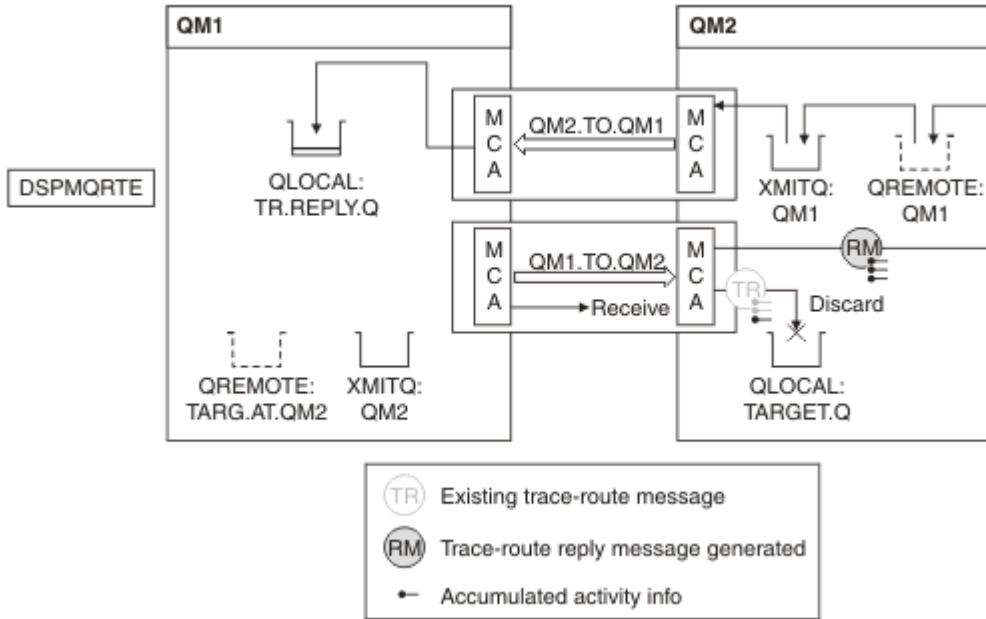 QM1
QM2
M
C
A
QM2.TO.QM1
M
C
A
DSPMQRTE
QLOCAL:
TR.REPLY.Q
XMITQ:
QM1
QREMOTE:
QM1
M
C
A
QM1.TO.QM2
Receive
M
C
A
TR
RM
Discard
QREMOTE:
TARG.AT.QM2
XMITQ:
QM2
QLOCAL:
TARGET.Q
TR Existing trace-route message
RM Trace-route reply message generated
Accumulated activity info